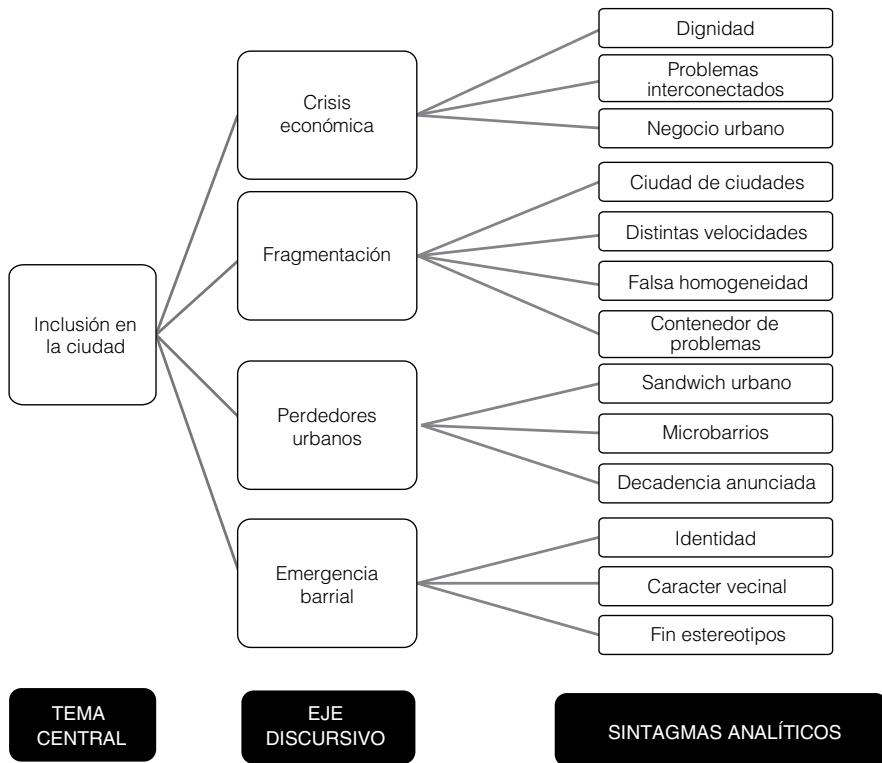 Inclusión en
la ciudad
Crisis
económica
Dignidad
Problemas
interconectados
Negocio urbano
Fragmentación
Ciudad de ciudades
Distintas velocidades
Falsa homogeneidad
Contenedor de
problemas
Perdedores
urbanos
Sandwich urbano
Microbarrios
Decadencia anunciada
Emergencia
barrial
Identidad
Caracter vecinal
Fin estereotipos
TEMA
CENTRAL
EJE
DISCURSIVO
SINTAGMAS ANALÍTICOS